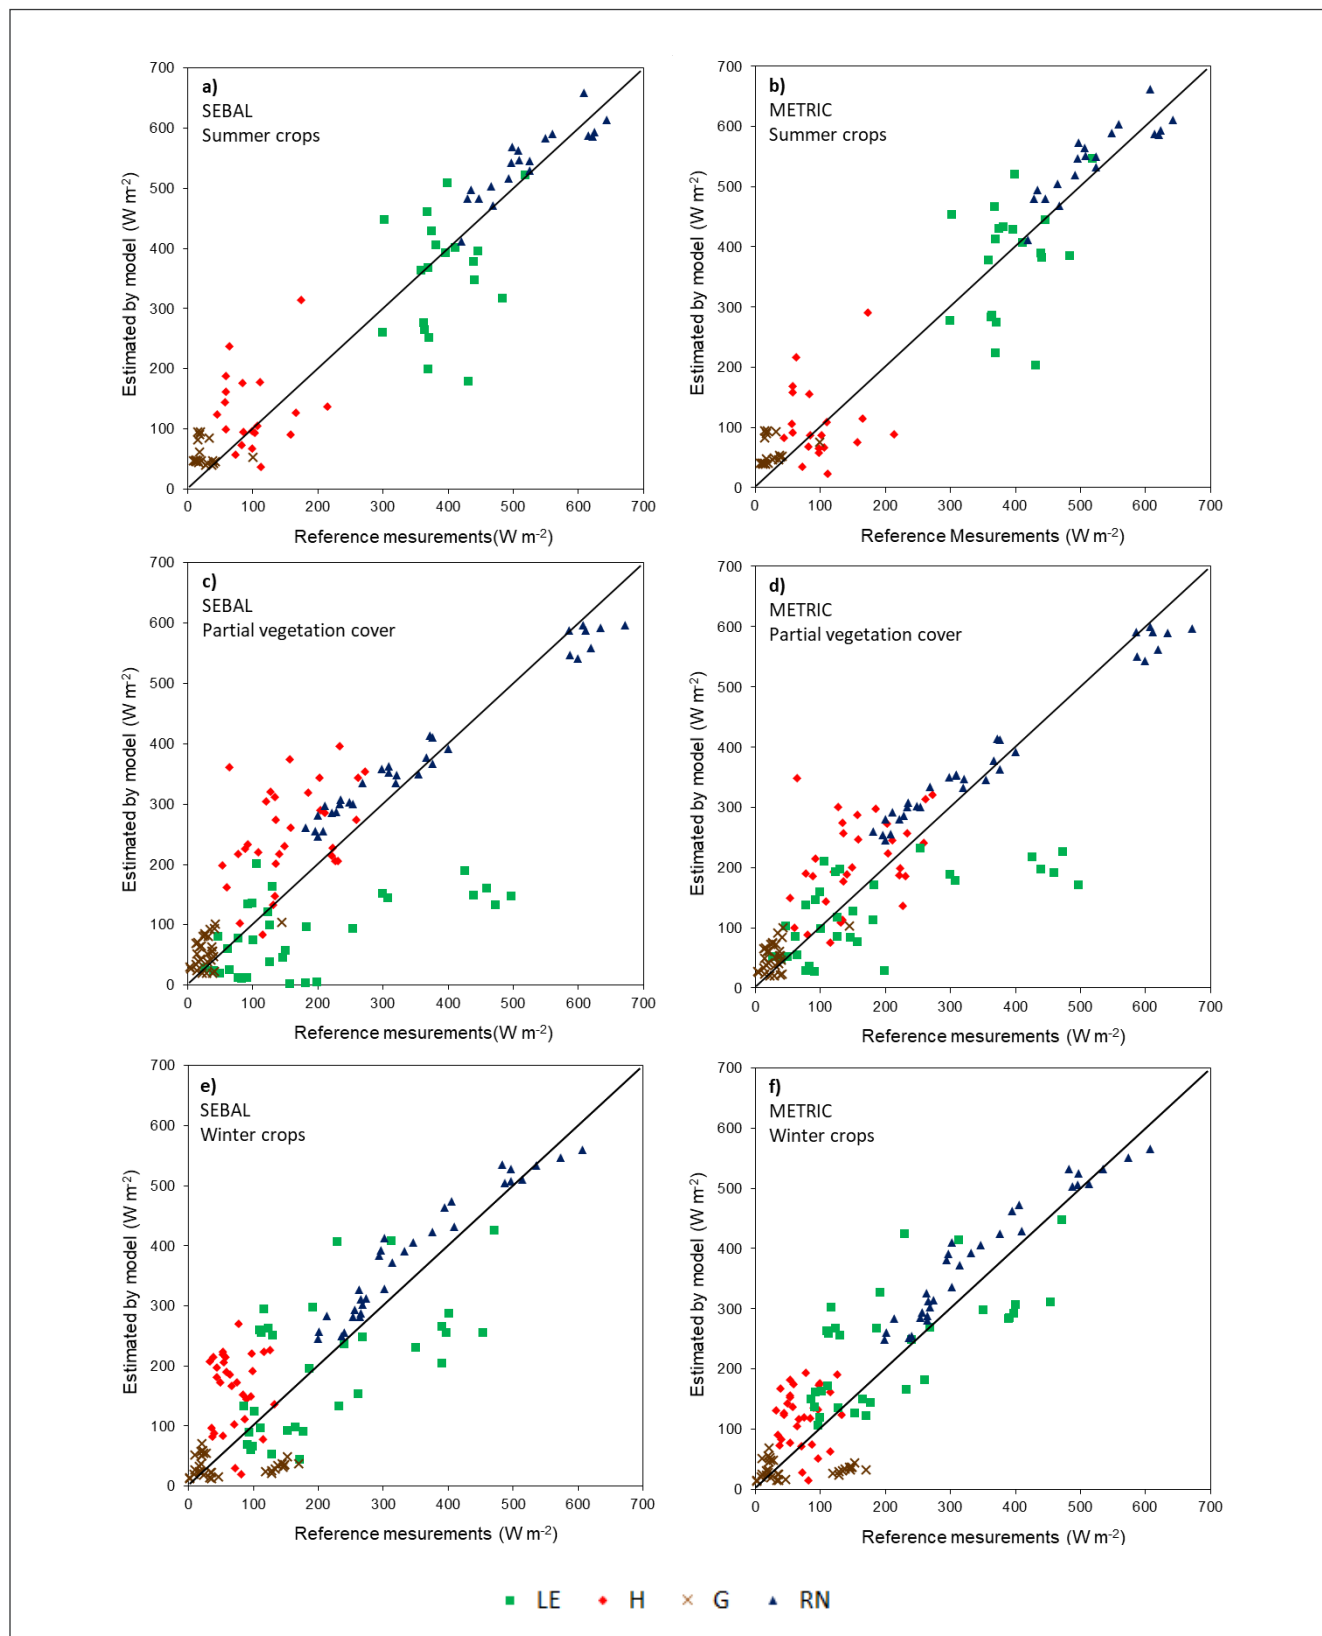 a)
SEBAL
Summer crops
Estimated by model (W m-2)
700
600
500
400
300
200
100
0
0 100 200 300 400 500 600 700
Reference mesurements(W m-2)
b)
METRIC
Summer crops
Estimated by model (W m-2)
700
600
500
400
300
200
100
0
0 100 200 300 400 500 600 700
Reference Mesurements (W m-2)
c)
SEBAL
Partial vegetation cover
Estimated by model (W m-2)
700
600
500
400
300
200
100
0
0 100 200 300 400 500 600 700
Reference mesurements(W m-2)
d)
METRIC
Partial vegetation cover
Estimated by model (W m-2)
700
600
500
400
300
200
100
0
0 100 200 300 400 500 600 700
Reference mesurements (W m-2)
e)
SEBAL
Winter crops
Estimated by model (W m-2)
700
600
500
400
300
200
100
0
0 100 200 300 400 500 600 700
Reference mesurements (W m-2)
f)
METRIC
Winter crops
Estimated by model (W m-2)
700
600
500
400
300
200
100
0
0 100 200 300 400 500 600 700
Reference mesurements (W m-2)
LE H G RN